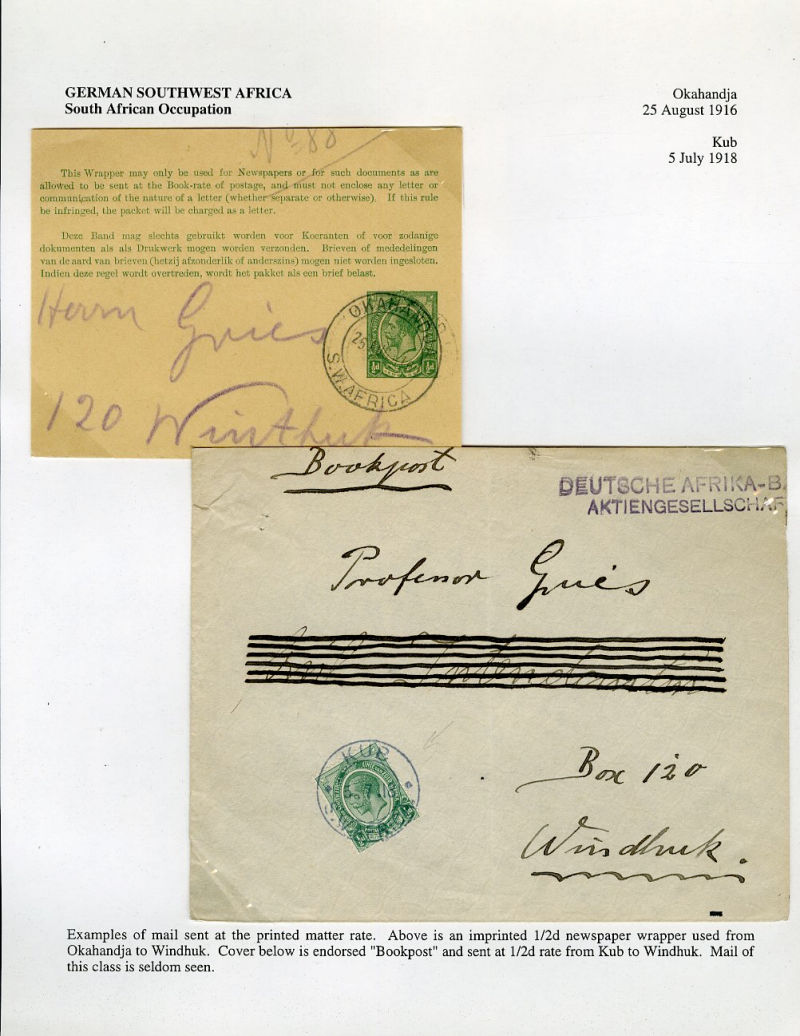 GERMAN SOUTHWEST AFRICA
South African Occupation
Okahandja
25 August 1916
Kub
5 July 1918
No 88
This Wrapper may only be used for Newspapers or for such documents as are
allowed to be sent at the Book-rate of postage, and must not enclose any letter or
communication of the nature of a letter (whether separate or otherwise). If this rule
be infringed, the packet will be charged as a letter.
Deze Band mag slechts gebruikt worden voor Koeranten of voor zodanige
dokumenten als als Drukwerk mogen worden verzonden. Brieven of mededelingen
van de aard van brieven (hetzij afzonderlik of anderszins) mogen niet worden ingesloten.
Indien deze regel wordt overtreden, wordt het pakket als een brief belast.
Herrn Gries
OKAHANDJA
25
S.W.AFRICA
½d ½d
120 Windhuk
Bookpost
DEUTSCHE AFRIKA-B
AKTIENGESELLSCHAF
Professor Gries
KUB
Box 120
Windhuk.
Examples of mail sent at the printed matter rate. Above is an imprinted 1/2d newspaper wrapper used from
Okahandja to Windhuk. Cover below is endorsed "Bookpost" and sent at 1/2d rate from Kub to Windhuk. Mail of
this class is seldom seen.